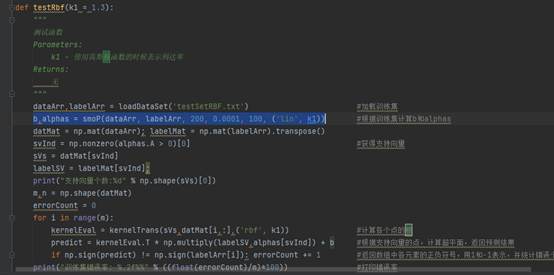 def testRbf(k1 = 1.3):
"""
测试函数
Parameters:
k1 - 使用高斯核函数的时候表示到达率
Returns:
无
"""
dataArr,labelArr = loadDataSet('testSetRBF.txt') #加载训练集
b,alphas = smoP(dataArr, labelArr, 200, 0.0001, 100, ('lin', k1)) #根据训练集计算b和alphas
datMat = np.mat(dataArr); labelMat = np.mat(labelArr).transpose()
svInd = np.nonzero(alphas.A > 0)[0] #获得支持向量
sVs = datMat[svInd]
labelSV = labelMat[svInd];
print("支持向量个数:%d" % np.shape(sVs)[0])
m,n = np.shape(datMat)
errorCount = 0
for i in range(m):
kernelEval = kernelTrans(sVs,datMat[i,:],('rbf', k1)) #计算各个点的核
predict = kernelEval.T * np.multiply(labelSV,alphas[svInd]) + b #根据支持向量的点，计算超平面，返回预测结果
if np.sign(predict) != np.sign(labelArr[i]): errorCount += 1 #返回数组中各元素的正负符号，用1和-1表示，并统计错误
print("训练集错误率: %.2f%%" % ((float(errorCount)/m)*100)) #打印错误率